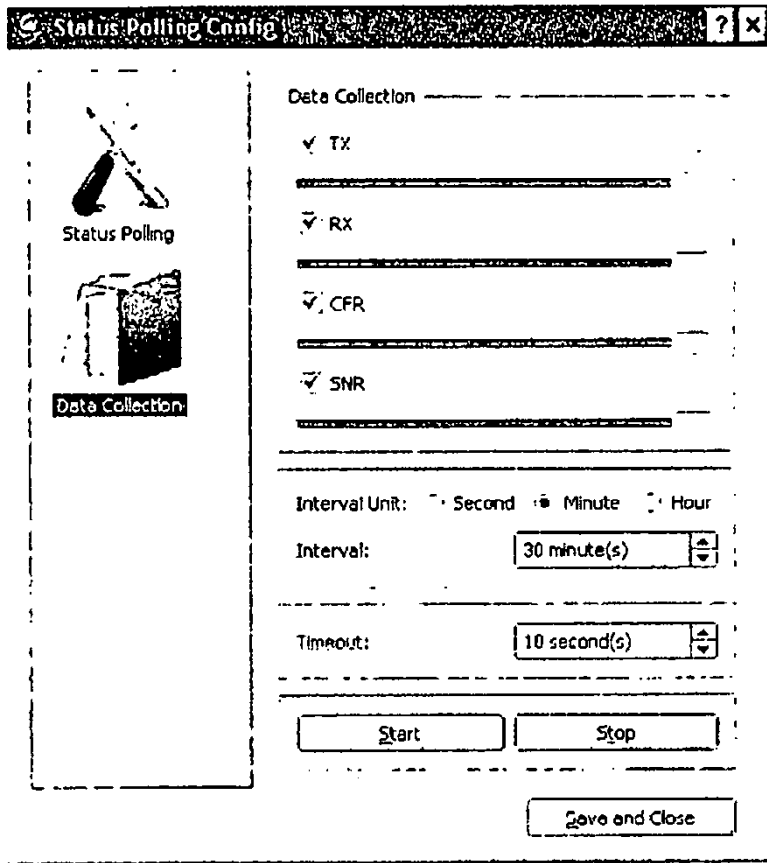 Status Polling Config
? ×
Status Polling
Data Collection
Data Collection
TX
RX
CFR
SNR
Interval Unit: Second Minute Hour
Interval: 30 minute(s)
Timeout: 10 second(s)
Start Stop
Save and Close